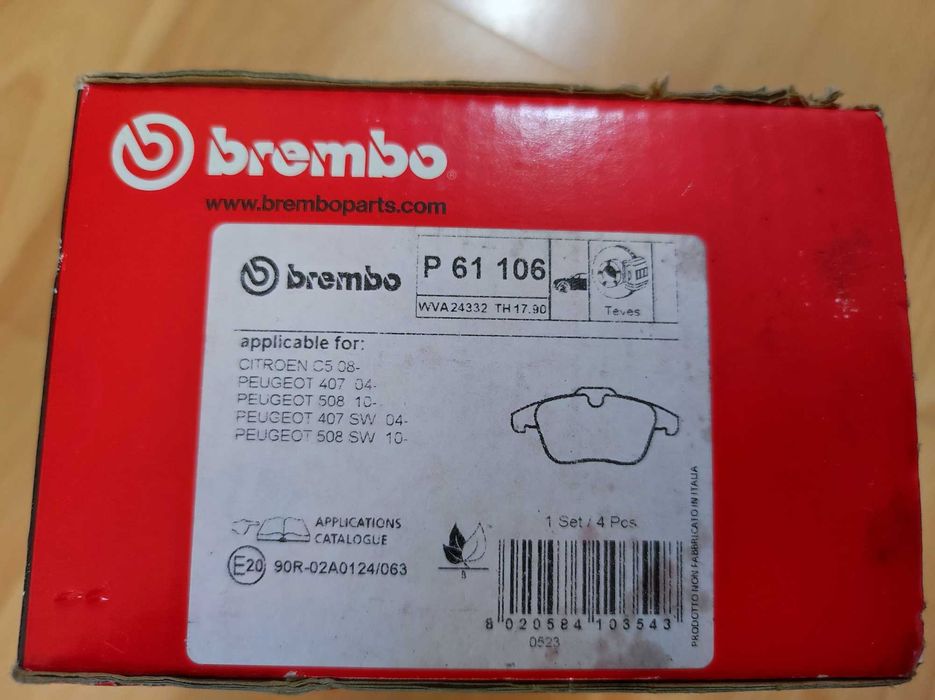 brembo®
www.bremboparts.com
brembo
P 61 106
WVA 24332 TH 17.90
Teves
applicable for:
CITROEN C5 08-
PEUGEOT 407 04-
PEUGEOT 508 10-
PEUGEOT 407 SW 04-
PEUGEOT 508 SW 10-
APPLICATIONS
CATALOGUE
E20 90R-02A0124/063
B
1 Set / 4 Pcs
8 020584 103543
0523
PRODOTTO NON FABBRICATO IN ITALIA